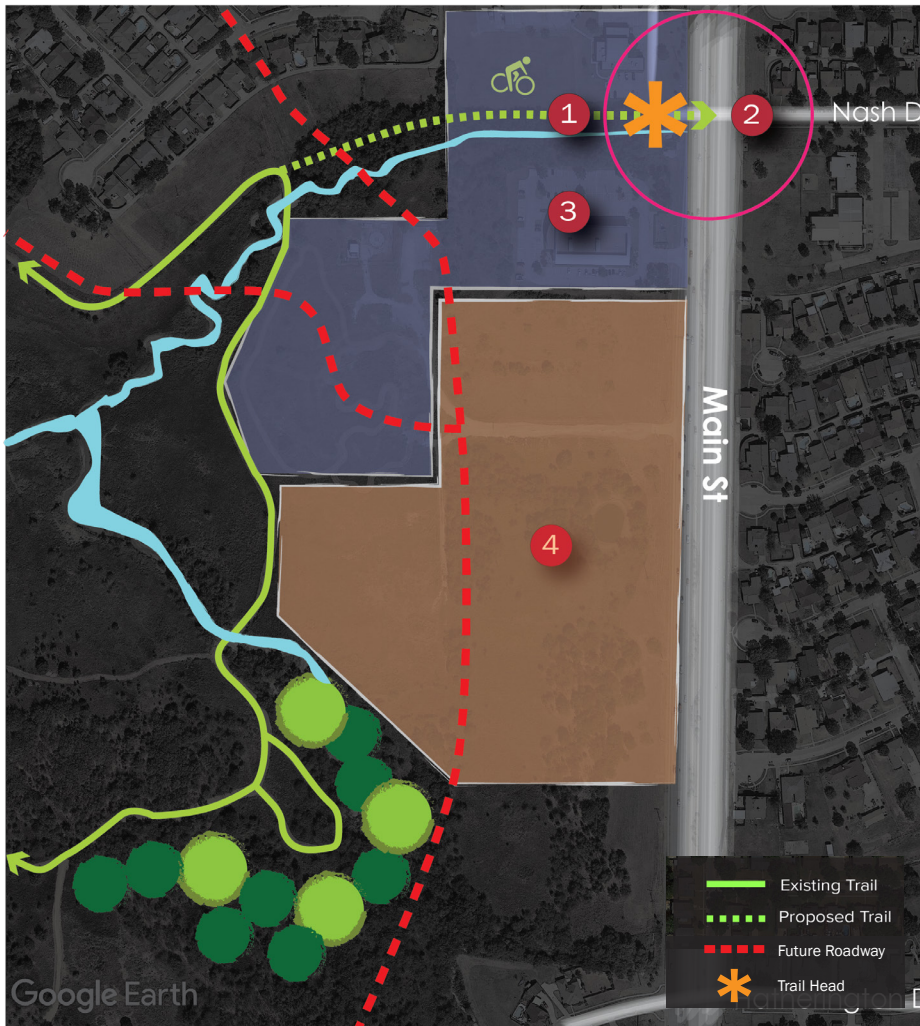 1
2
Nash D
3
Main St
4
Existing Trail
Proposed Trail
Future Roadway
Trail Head
Google Earth